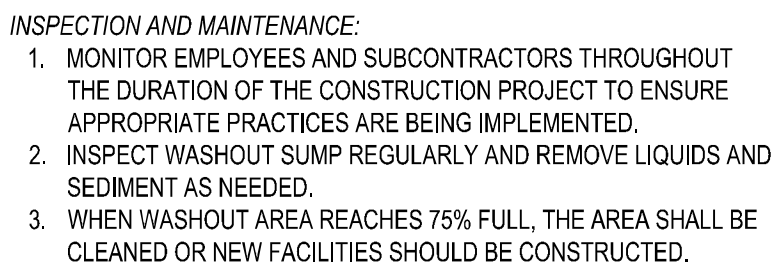 INSPECTION AND MAINTENANCE:
1. MONITOR EMPLOYEES AND SUBCONTRACTORS THROUGHOUT
THE DURATION OF THE CONSTRUCTION PROJECT TO ENSURE
APPROPRIATE PRACTICES ARE BEING IMPLEMENTED.
2. INSPECT WASHOUT SUMP REGULARLY AND REMOVE LIQUIDS AND
SEDIMENT AS NEEDED.
3. WHEN WASHOUT AREA REACHES 75% FULL, THE AREA SHALL BE
CLEANED OR NEW FACILITIES SHOULD BE CONSTRUCTED.